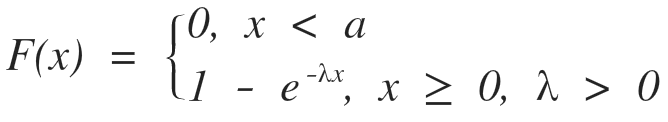 F(x) = { 0, x < a
1 - e^{-λx}, x ≥ 0, λ > 0